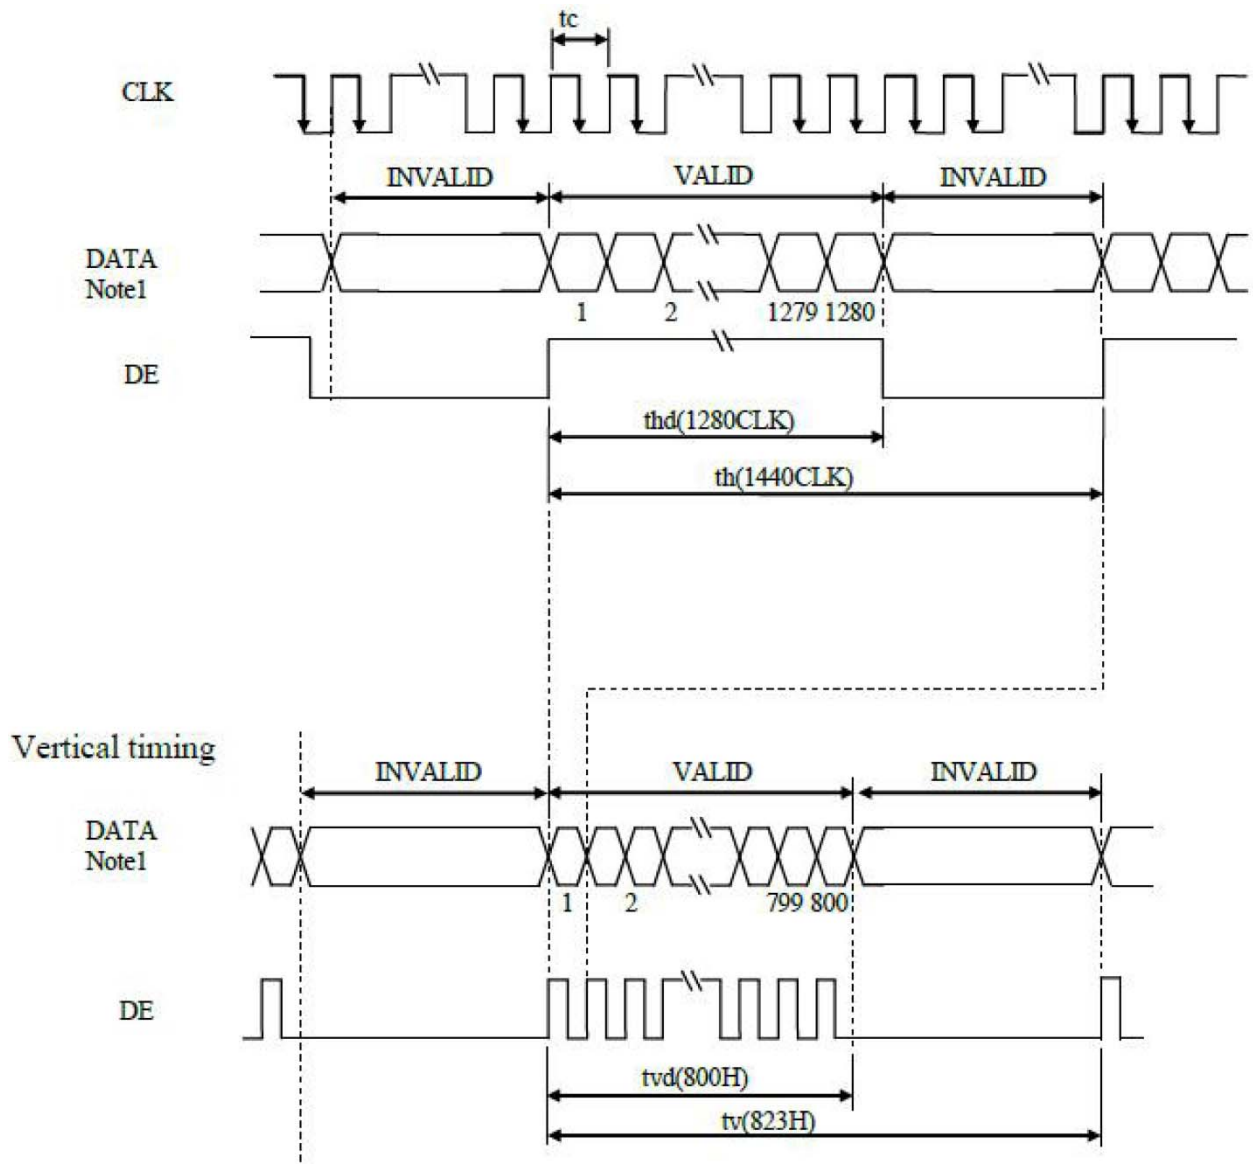 tc
CLK
INVALID VALID INVALID
DATA
Note1
1 2 1279 1280
DE
thd(1280CLK)
th(1440CLK)
Vertical timing
INVALID VALID INVALID
DATA
Note1
1 2 799 800
DE
tvd(800H)
tv(823H)